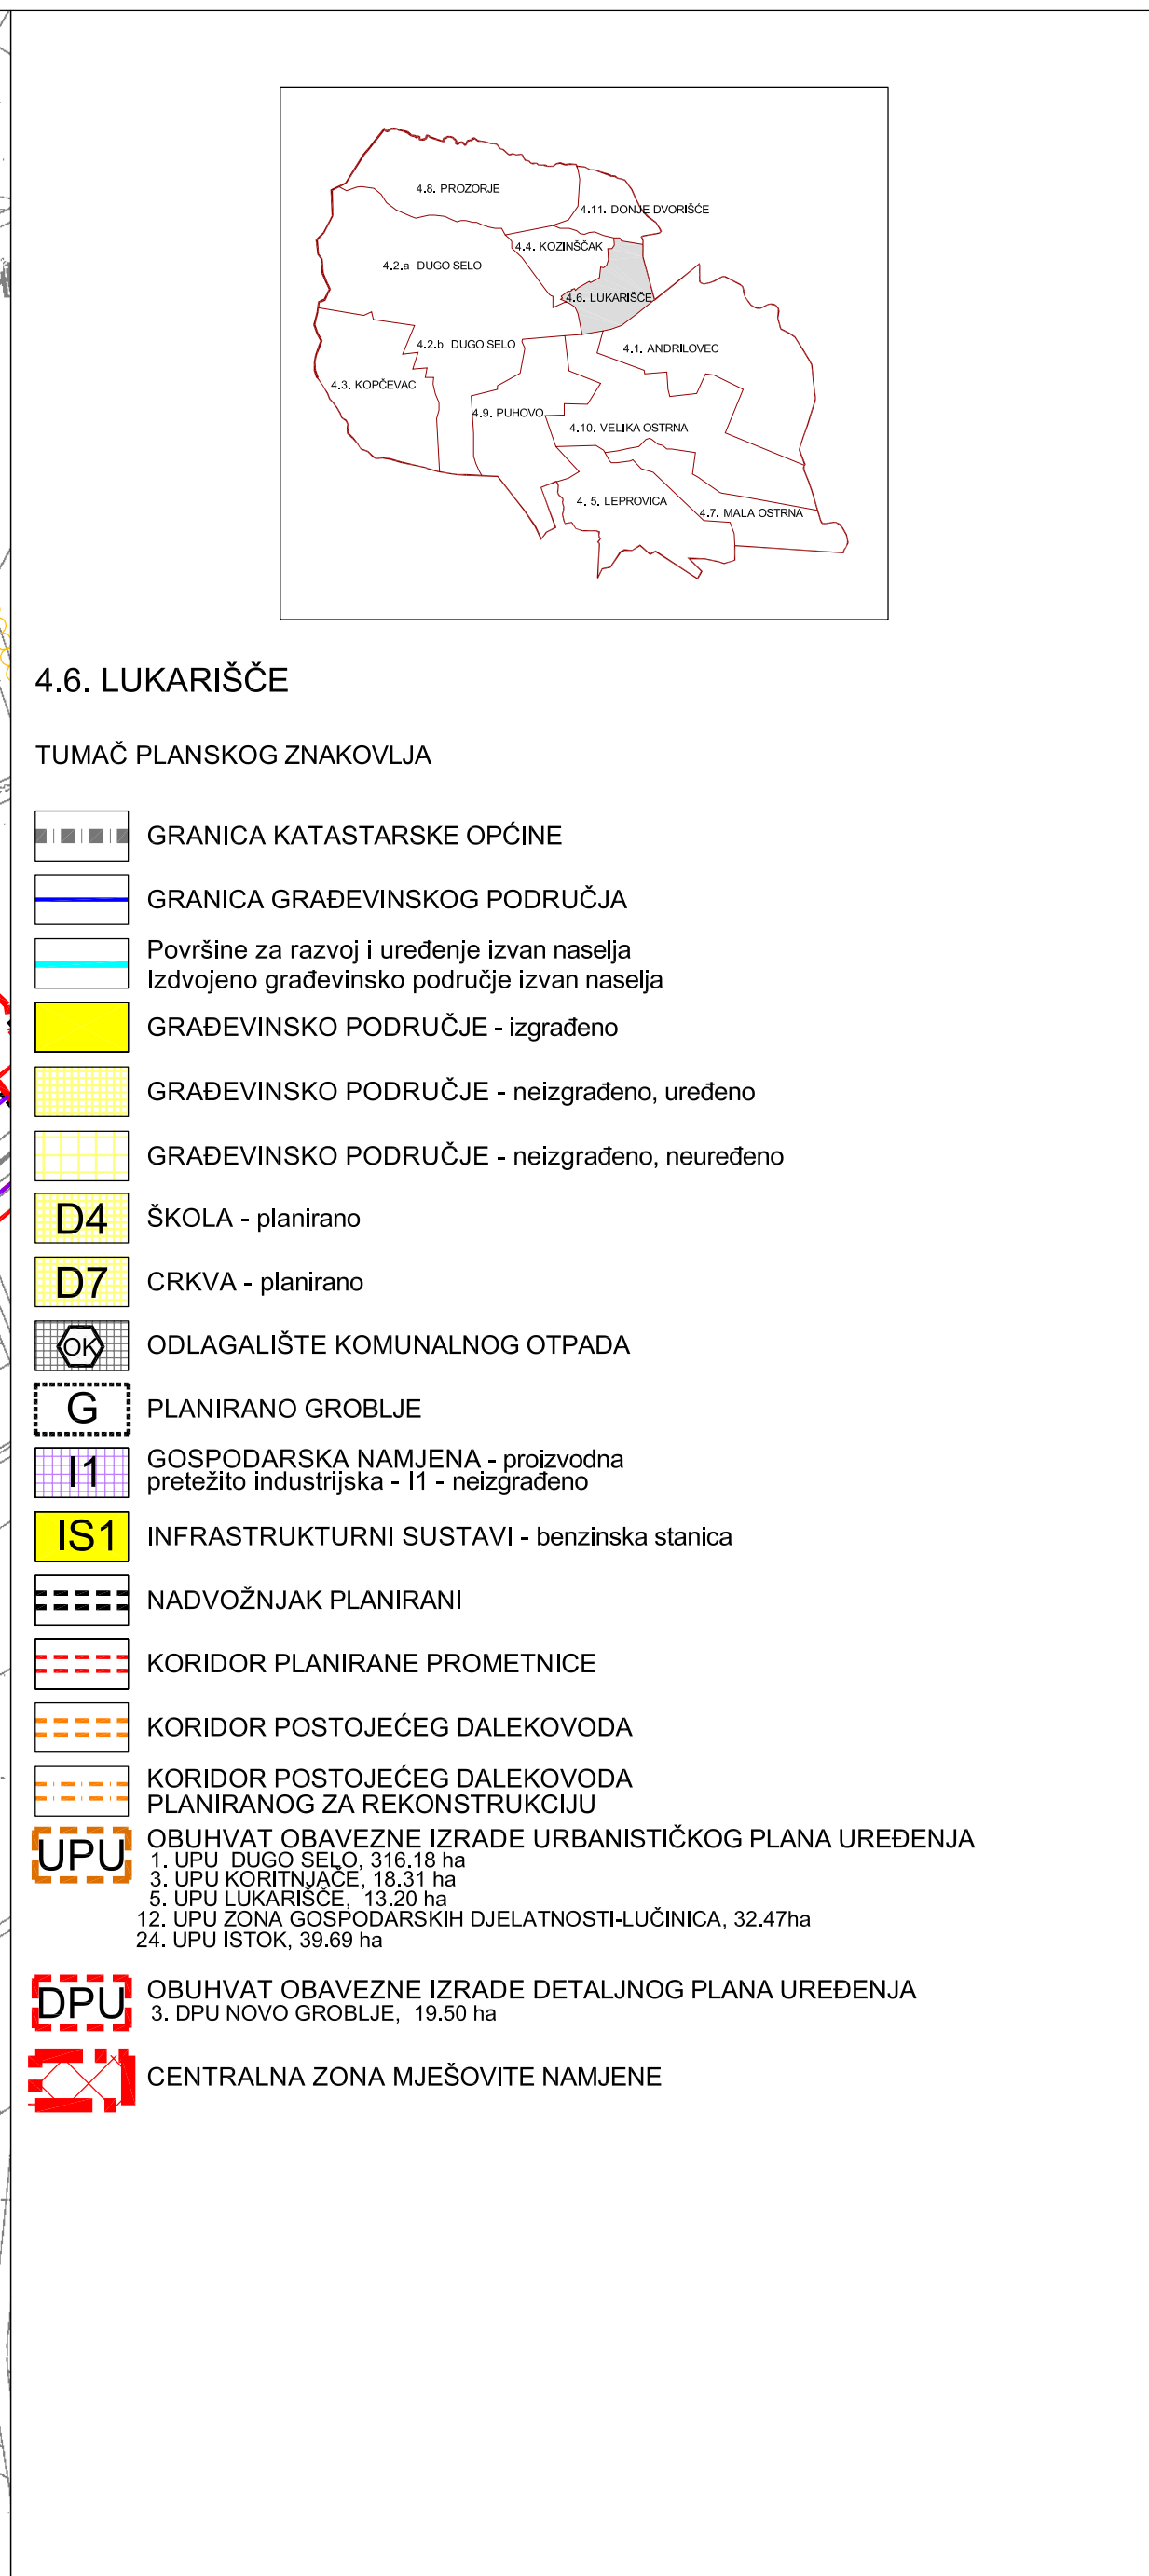 4.8. PROZORJE
4.11. DONJE DVORIŠĆE
4.4. KOZINŠČAK
4.2.a DUGO SELO
4.6. LUKARIŠČE
4.2.b DUGO SELO
4.1. ANDRILOVEC
4.3. KOPČEVAC
4.9. PUHOVO
4.10. VELIKA OSTRNA
4. 5. LEPROVICA
4.7. MALA OSTRNA
4.6. LUKARIŠČE
TUMAČ PLANSKOG ZNAKOVLJA
GRANICA KATASTARSKE OPĆINE
GRANICA GRAĐEVINSKOG PODRUČJA
Površine za razvoj i uređenje izvan naselja
Izdvojeno građevinsko područje izvan naselja
GRAĐEVINSKO PODRUČJE - izgrađeno
GRAĐEVINSKO PODRUČJE - neizgrađeno, uređeno
GRAĐEVINSKO PODRUČJE - neizgrađeno, neuređeno
D4 ŠKOLA - planirano
D7 CRKVA - planirano
OK ODLAGALIŠTE KOMUNALNOG OTPADA
G PLANIRANO GROBLJE
I1 GOSPODARSKA NAMJENA - proizvodna
pretežito industrijska - I1 - neizgrađeno
IS1 INFRASTRUKTURNI SUSTAVI - benzinska stanica
NADVOŽNJAK PLANIRANI
KORIDOR PLANIRANE PROMETNICE
KORIDOR POSTOJEĆEG DALEKOVODA
KORIDOR POSTOJEĆEG DALEKOVODA
PLANIRANOG ZA REKONSTRUKCIJU
UPU OBUHVAT OBAVEZNE IZRADE URBANISTIČKOG PLANA UREĐENJA
1. UPU DUGO SELO, 316.18 ha
3. UPU KORITNJAČE, 18.31 ha
5. UPU LUKARIŠČE, 13.20 ha
12. UPU ZONA GOSPODARSKIH DJELATNOSTI-LUČINICA, 32.47ha
24. UPU ISTOK, 39.69 ha
DPU OBUHVAT OBAVEZNE IZRADE DETALJNOG PLANA UREĐENJA
3. DPU NOVO GROBLJE, 19.50 ha
CENTRALNA ZONA MJEŠOVITE NAMJENE